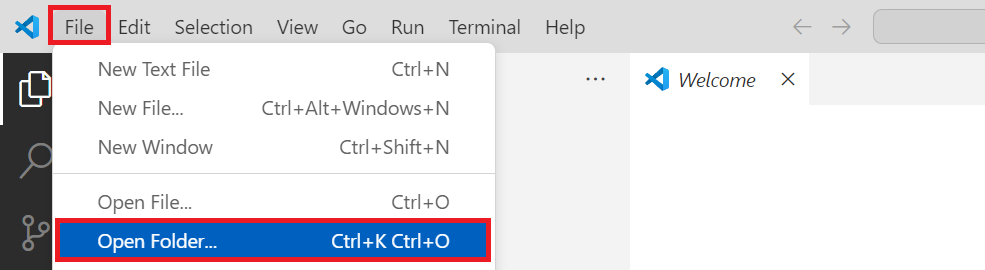 File Edit Selection View Go Run Terminal Help
New Text File Ctrl+N
Welcome
New File... Ctrl+Alt+Windows+N
New Window Ctrl+Shift+N
Open File... Ctrl+O
Open Folder... Ctrl+K Ctrl+O